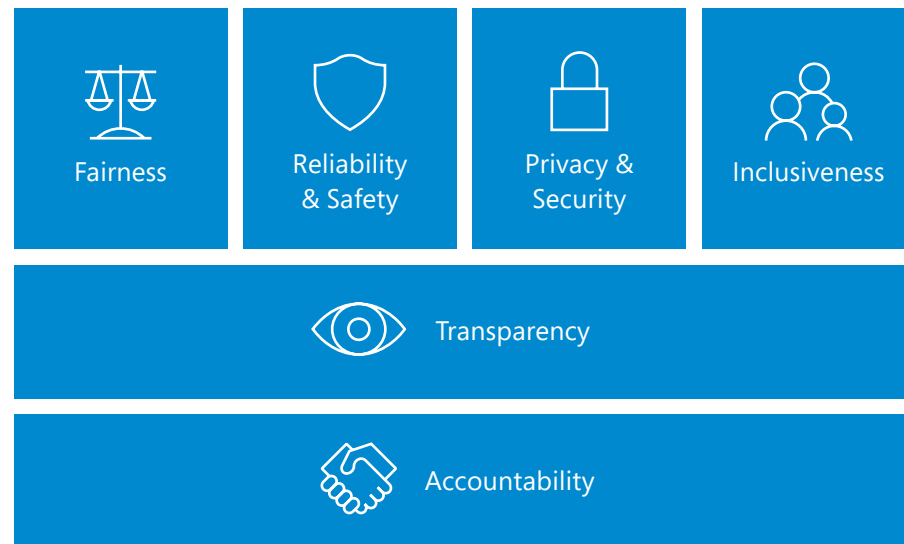 Fairness
Reliability
& Safety
Privacy &
Security
Inclusiveness
Transparency
Accountability